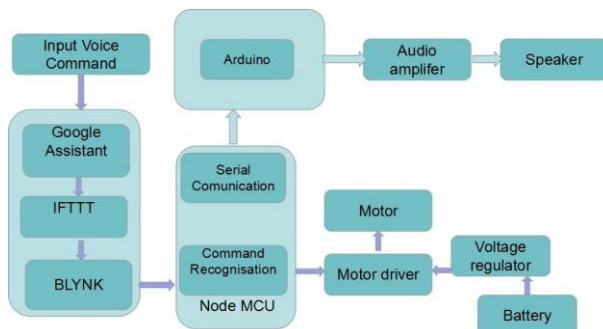 Input Voice
Command
Google
Assistant
IFTTT
BLYNK
Arduino
Audio
amplifer
Speaker
Serial
Comunication
Command
Recognisation
Node MCU
Motor
Motor driver
Voltage
regulator
Battery